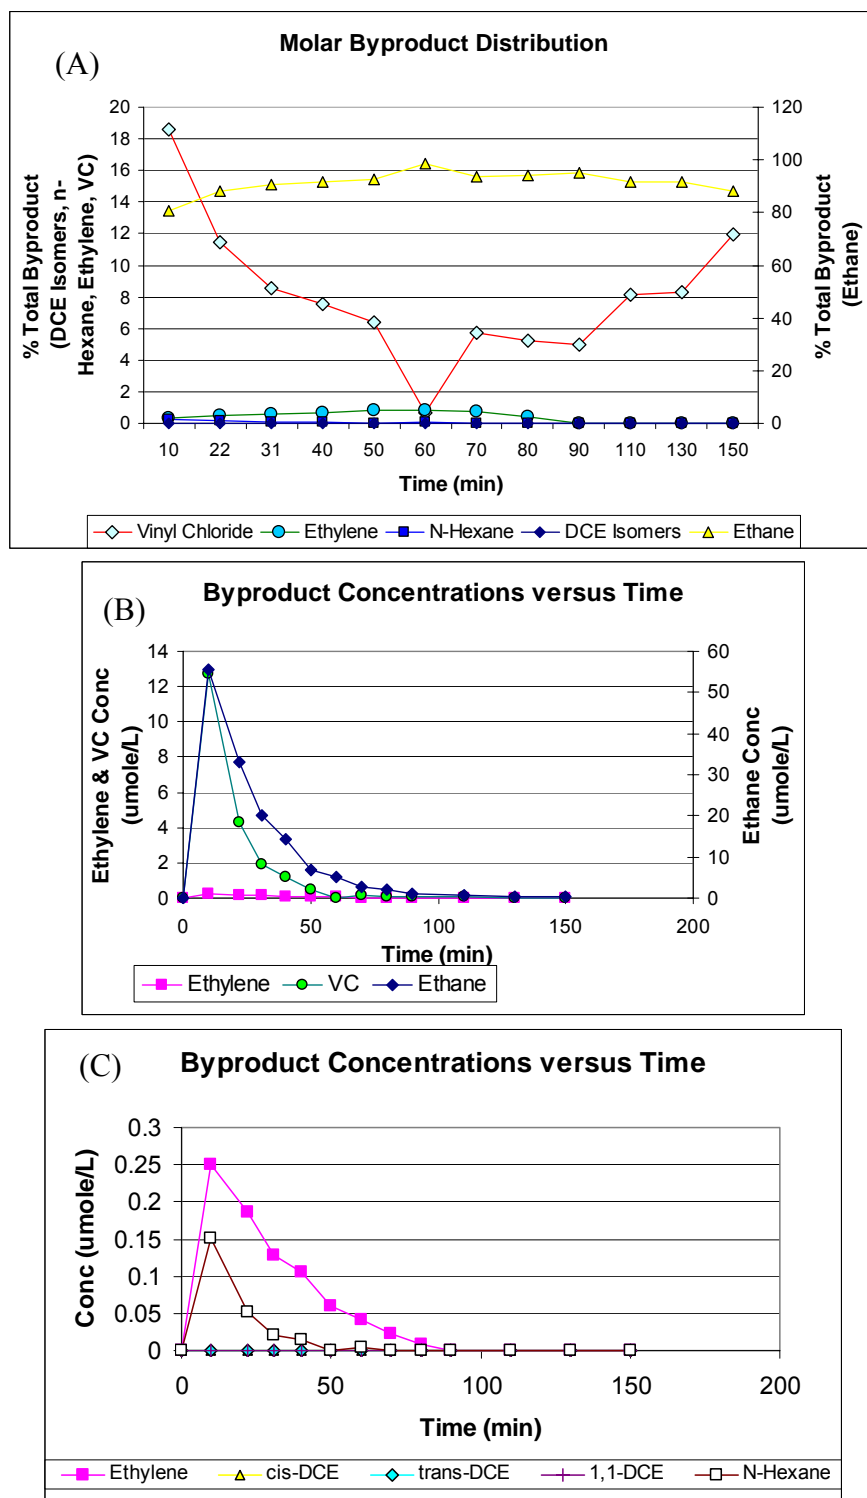 (A)
Molar Byproduct Distribution
% Total Byproduct
(DCE Isomers, n-
Hexane, Ethylene, VC)
20
18
16
14
12
10
8
6
4
2
0
120
100
80
60
40
20
0
% Total Byproduct
(Ethane)
10 22 31 40 50 60 70 80 90 110 130 150
Time (min)
Vinyl Chloride Ethylene N-Hexane DCE Isomers Ethane
(B)
Byproduct Concentrations versus Time
Ethylene & VC Conc
(umole/L)
14
12
10
8
6
4
2
0
60
50
40
30
20
10
0
Ethane Conc
(umole/L)
0 50 100 150 200
Time (min)
Ethylene VC Ethane
(C)
Byproduct Concentrations versus Time
Conc (umole/L)
0.3
0.25
0.2
0.15
0.1
0.05
0
0 50 100 150 200
Time (min)
Ethylene cis-DCE trans-DCE 1,1-DCE N-Hexane